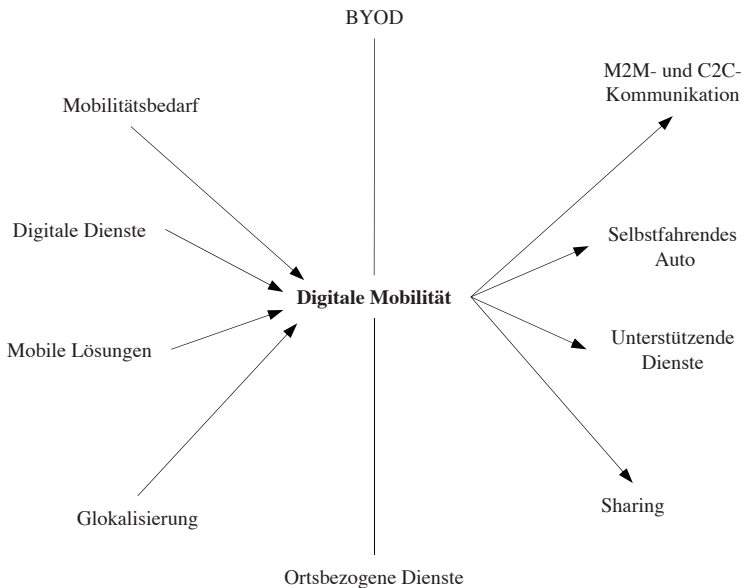 BYOD
M2M- und C2C-
Kommunikation
Mobilitätsbedarf
Digitale Dienste
Selbstfahrendes
Auto
Digitale Mobilität
Mobile Lösungen
Unterstützende
Dienste
Glokalisierung
Sharing
Ortsbezogene Dienste